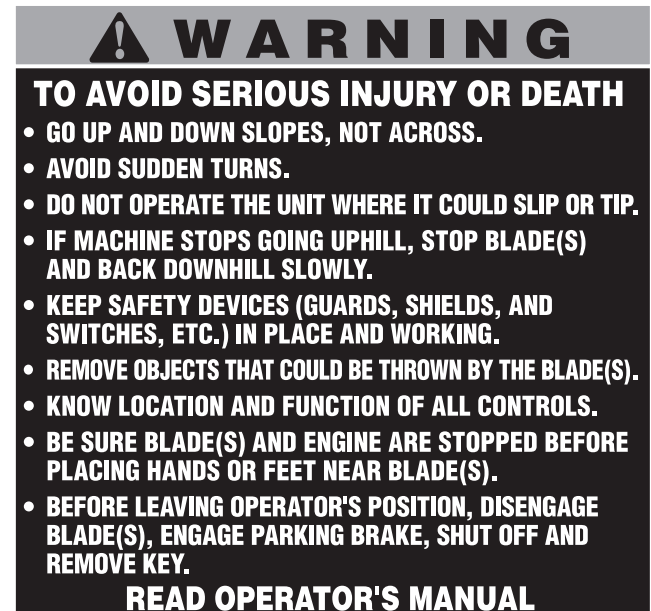 WARNING
TO AVOID SERIOUS INJURY OR DEATH
• GO UP AND DOWN SLOPES, NOT ACROSS.
• AVOID SUDDEN TURNS.
• DO NOT OPERATE THE UNIT WHERE IT COULD SLIP OR TIP.
• IF MACHINE STOPS GOING UPHILL, STOP BLADE(S)
AND BACK DOWNHILL SLOWLY.
• KEEP SAFETY DEVICES (GUARDS, SHIELDS, AND
SWITCHES, ETC.) IN PLACE AND WORKING.
• REMOVE OBJECTS THAT COULD BE THROWN BY THE BLADE(S).
• KNOW LOCATION AND FUNCTION OF ALL CONTROLS.
• BE SURE BLADE(S) AND ENGINE ARE STOPPED BEFORE
PLACING HANDS OR FEET NEAR BLADE(S).
• BEFORE LEAVING OPERATOR'S POSITION, DISENGAGE
BLADE(S), ENGAGE PARKING BRAKE, SHUT OFF AND
REMOVE KEY.
READ OPERATOR'S MANUAL